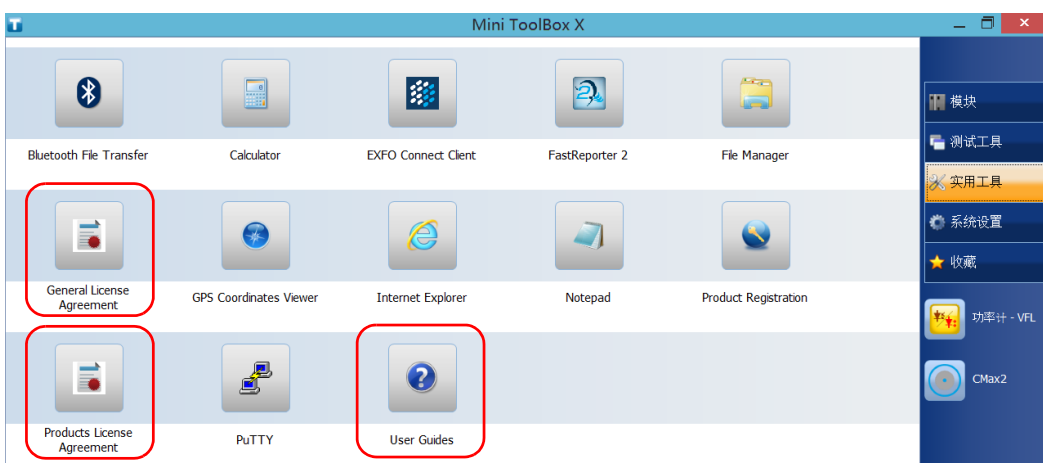 Mini ToolBox X
Bluetooth File Transfer
Calculator
EXFO Connect Client
FastReporter 2
File Manager
General License
Agreement
GPS Coordinates Viewer
Internet Explorer
Notepad
Product Registration
Products License
Agreement
PuTTY
User Guides
模块
测试工具
实用工具
系统设置
收藏
功率计 - VFL
CMax2